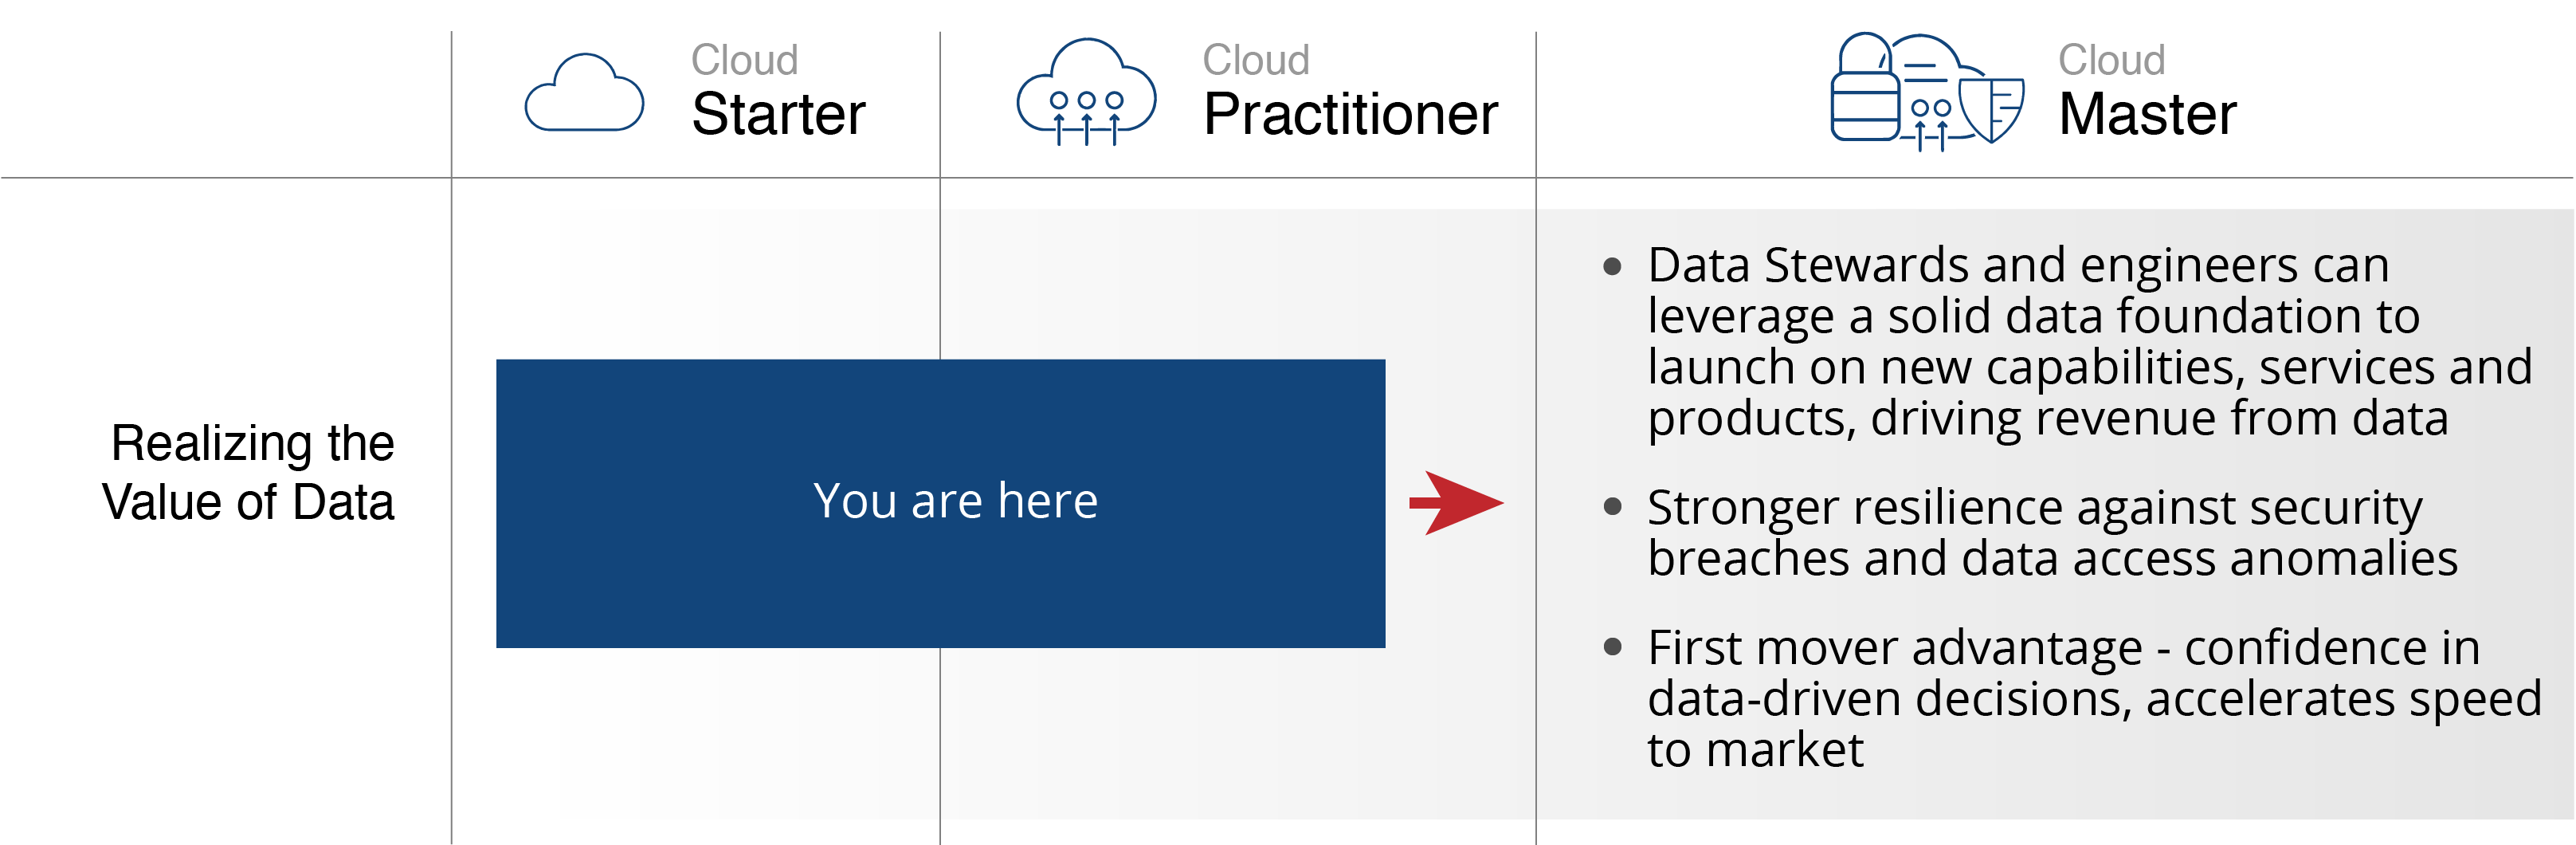 Cloud
Starter
Cloud
Practitioner
Cloud
Master
Realizing the
Value of Data
You are here
• Data Stewards and engineers can
leverage a solid data foundation to
launch on new capabilities, services and
products, driving revenue from data
• Stronger resilience against security
breaches and data access anomalies
• First mover advantage - confidence in
data-driven decisions, accelerates speed
to market